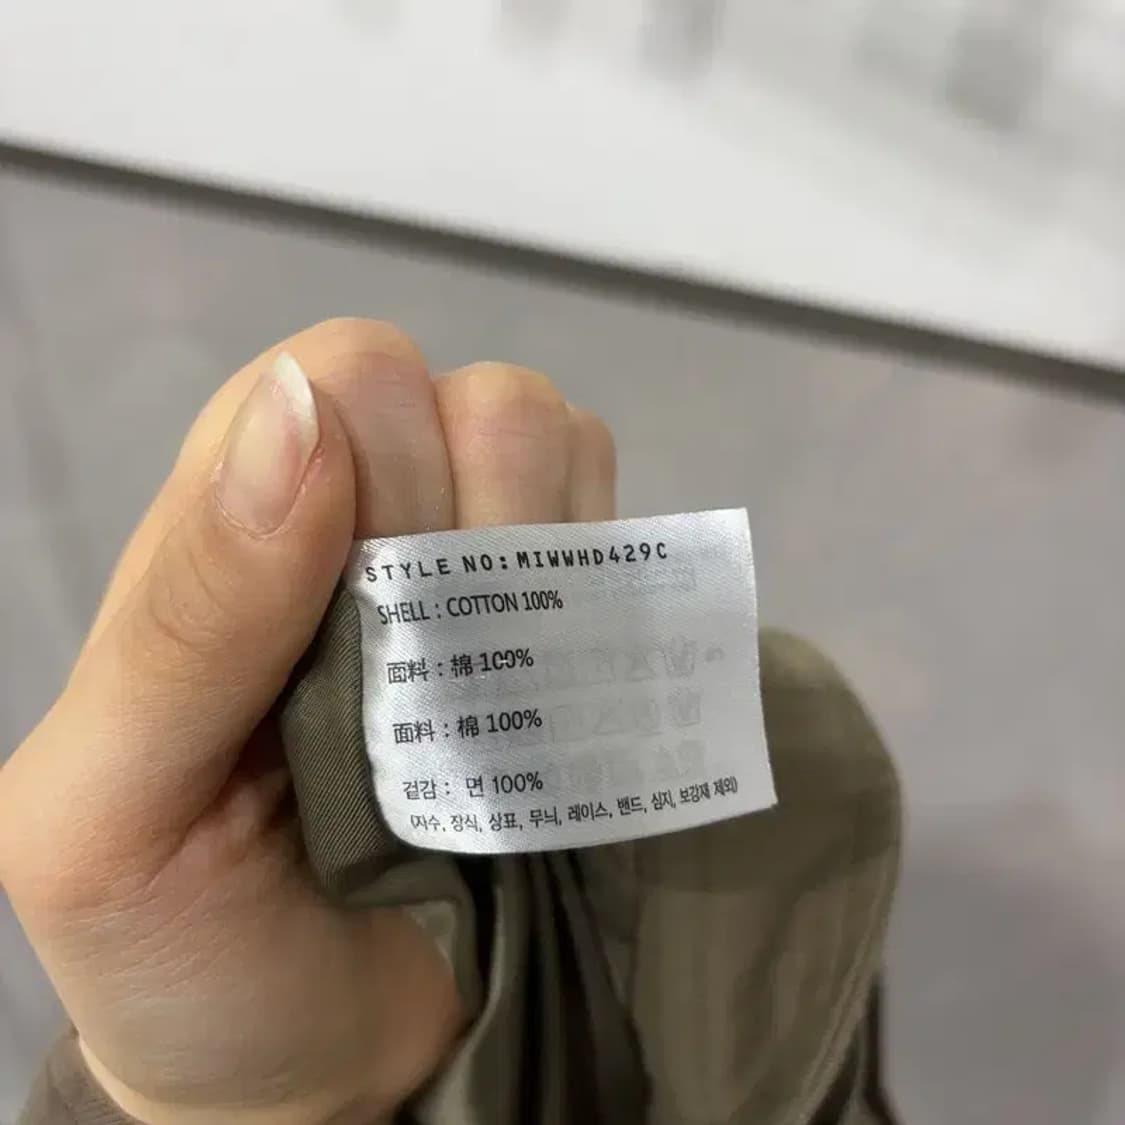 STYLE NO: MIWWHD429C
SHELL : COTTON 100%
面料 : 棉 100%
面料 : 棉 100%
겉감 : 면 100%
(자수, 장식, 상표, 무늬, 레이스, 밴드, 심지, 보강재 제외)